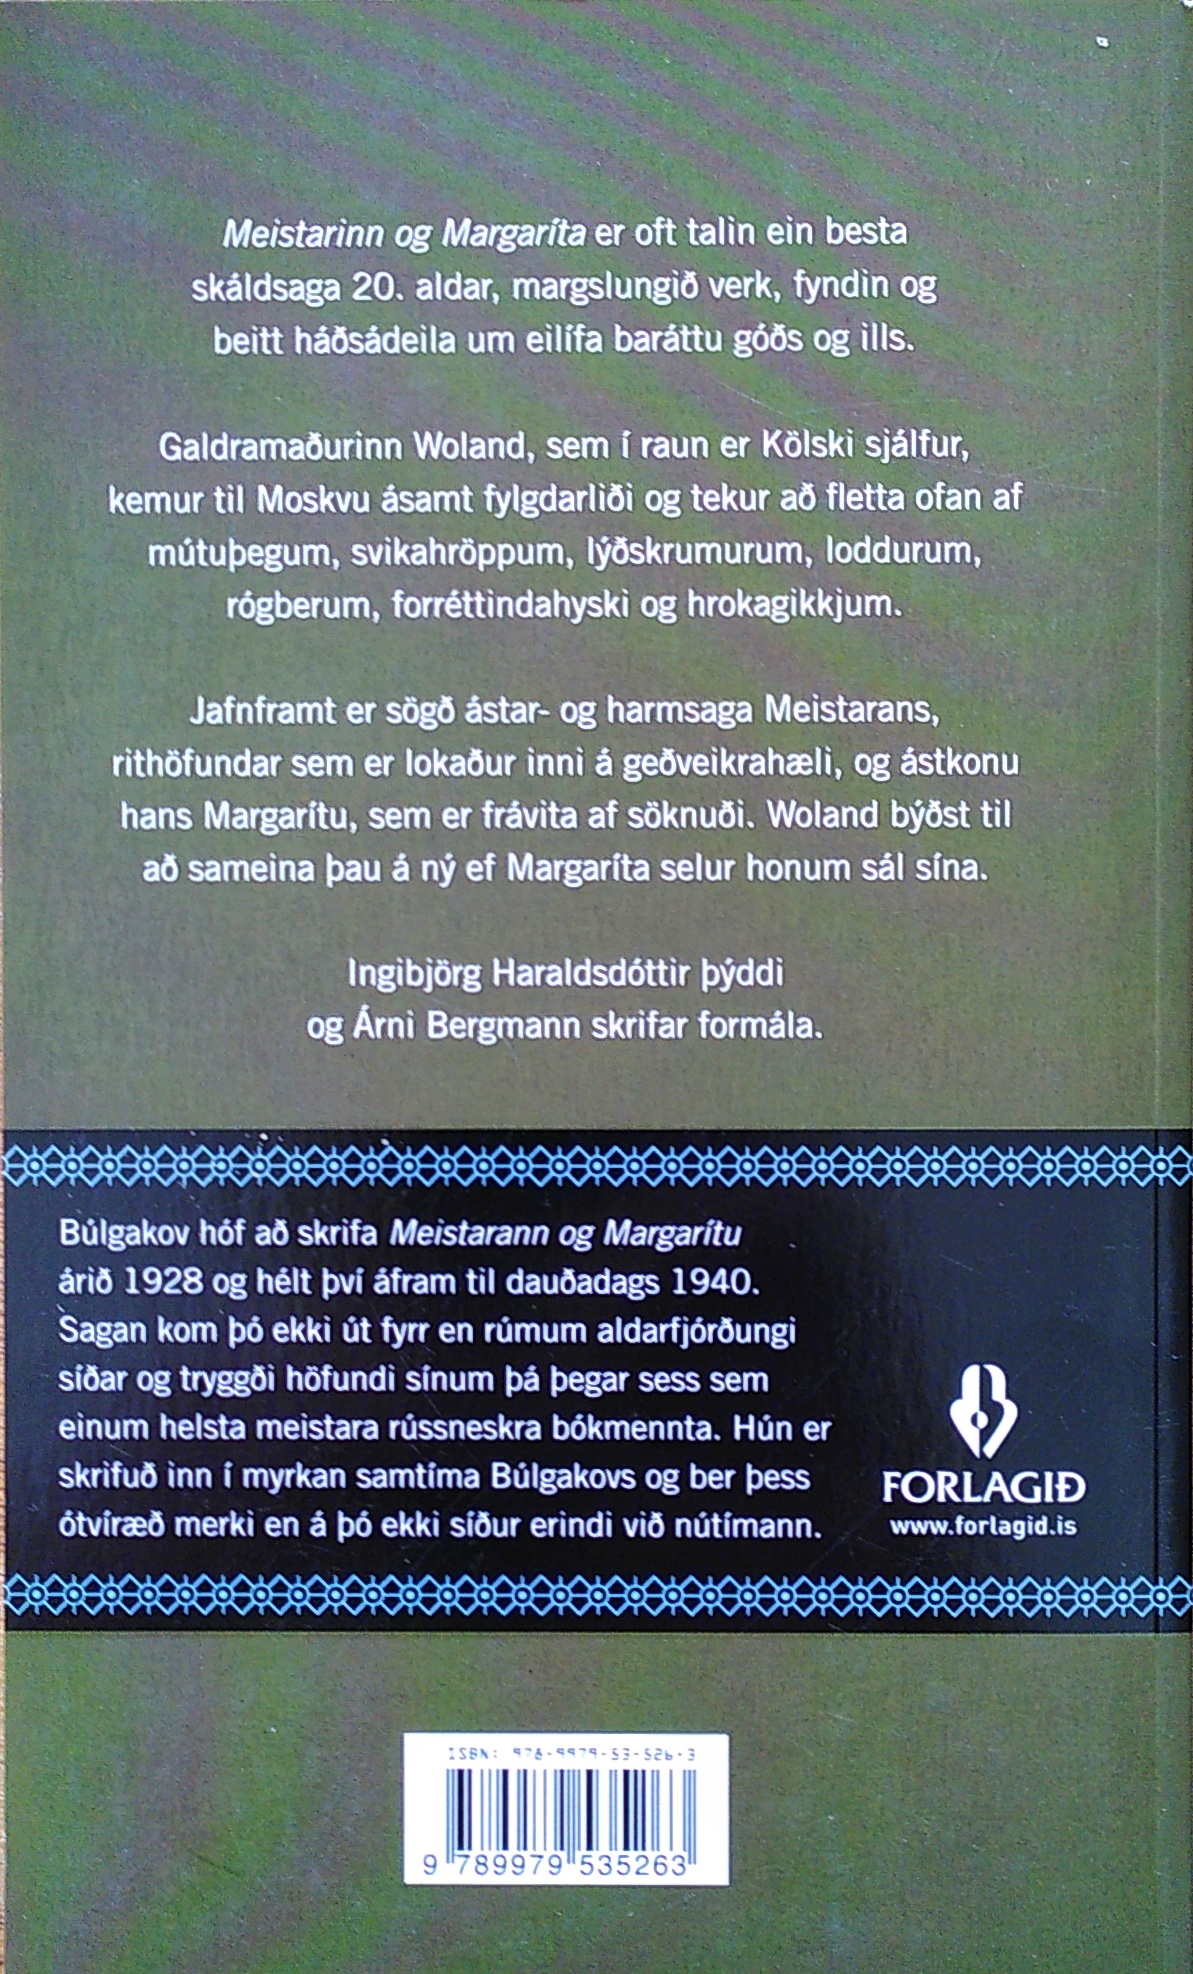 Meistarinn og Margaríta er oft talin ein besta
skáldsaga 20. aldar, margslungið verk, fyndin og
beitt háðsádeila um eilífa baráttu góðs og ills.
Galdramaðurinn Woland, sem í raun er Kölski sjálfur,
kemur til Moskvu ásamt fylgdarliði og tekur að fletta ofan af
mútuþegum, svikahröppum, lýðskrumurum, loddurum,
rógberum, forréttindahyski og hrokagikkjum.
Jafnframt er sögð ástar- og harmsaga Meistarans,
rithöfundar sem er lokaður inni á geðveikrahæli, og ástkonu
hans Margarítu, sem er frávita af söknuði. Woland býðst til
að sameina þau á ný ef Margaríta selur honum sál sína.
Ingibjörg Haraldsdóttir þýddi
og Árni Bergmann skrifar formála.
Búlgakov hóf að skrifa Meistarann og Margarítu
árið 1928 og hélt því áfram til dauðadags 1940.
Sagan kom þó ekki út fyrr en rúmum aldarfjórðungi
síðar og tryggði höfundi sínum þá þegar sess sem
einum helsta meistara rússneskra bókmennta. Hún er
skrifuð inn í myrkan samtíma Búlgakovs og ber þess
ótvíræð merki en á þó ekki síður erindi við nútímann.
FORLAGIÐ
www.forlagid.is
ISBN: 978-9979-53-526-3
9 789979 535263